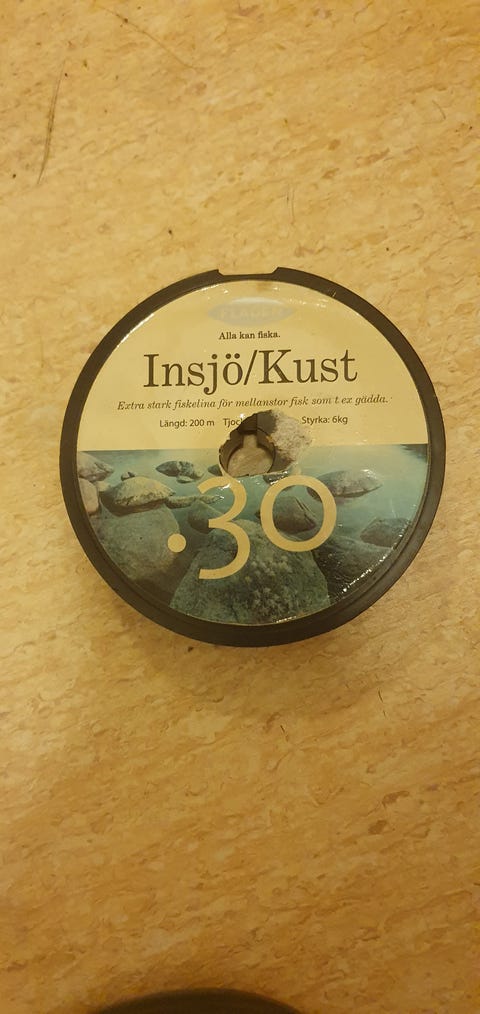 FLADEN
Alla kan fiska.
Insjö/Kust
Extra stark fiskelina för mellanstor fisk som t ex gädda.
Längd: 200 m Styrka: 6kg
.30